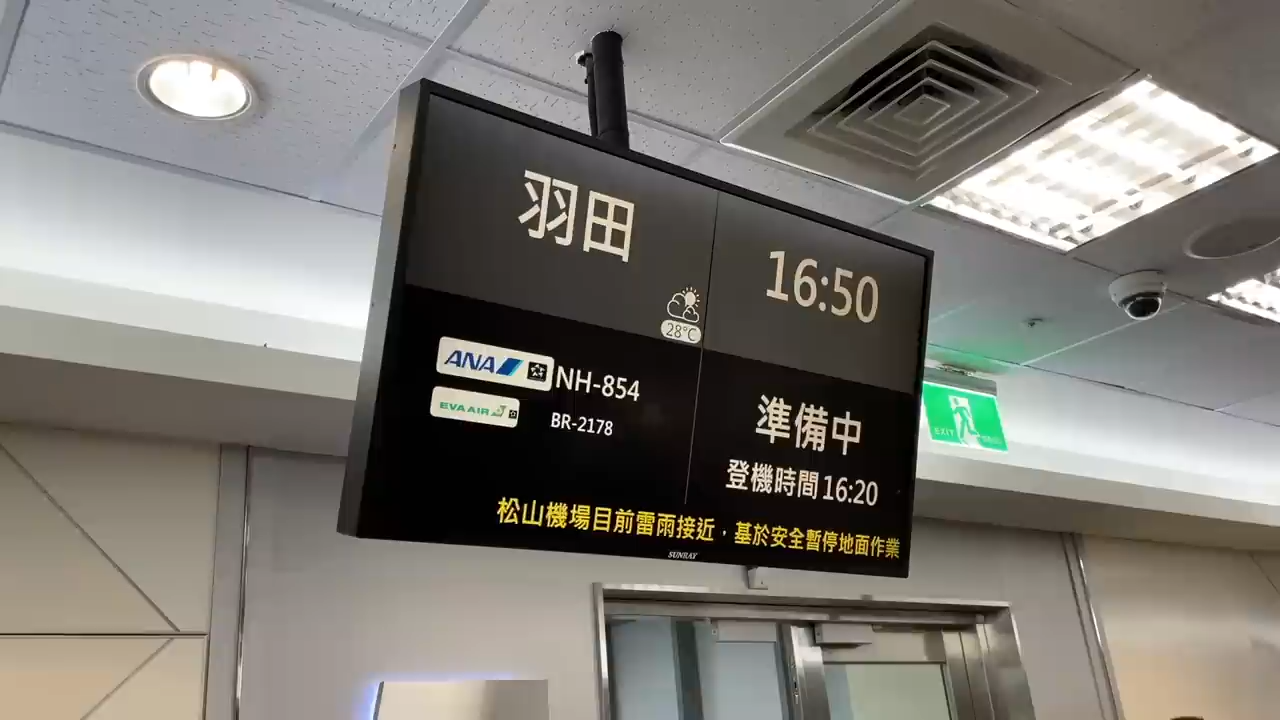 羽田
16:50
28°C
ANA NH-854
EVA AIR BR-2178
準備中
登機時間 16:20
松山機場目前雷雨接近，基於安全暫停地面作業
SUNRAY
EXIT